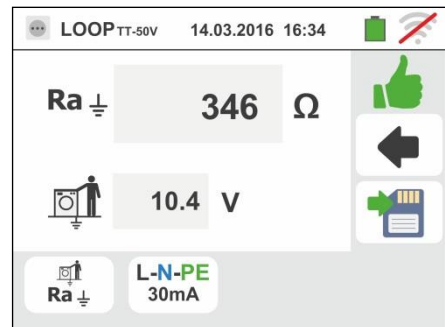 LOOP TT-50V 14.03.2016 16:34
Ra 346 Ω
10.4 V
L-N-PE
Ra 30mA